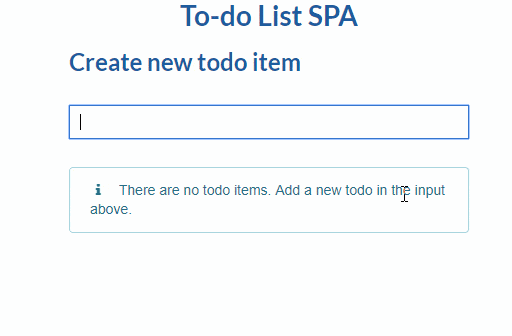 To-do List SPA
Create new todo item
There are no todo items. Add a new todo in the input
above.